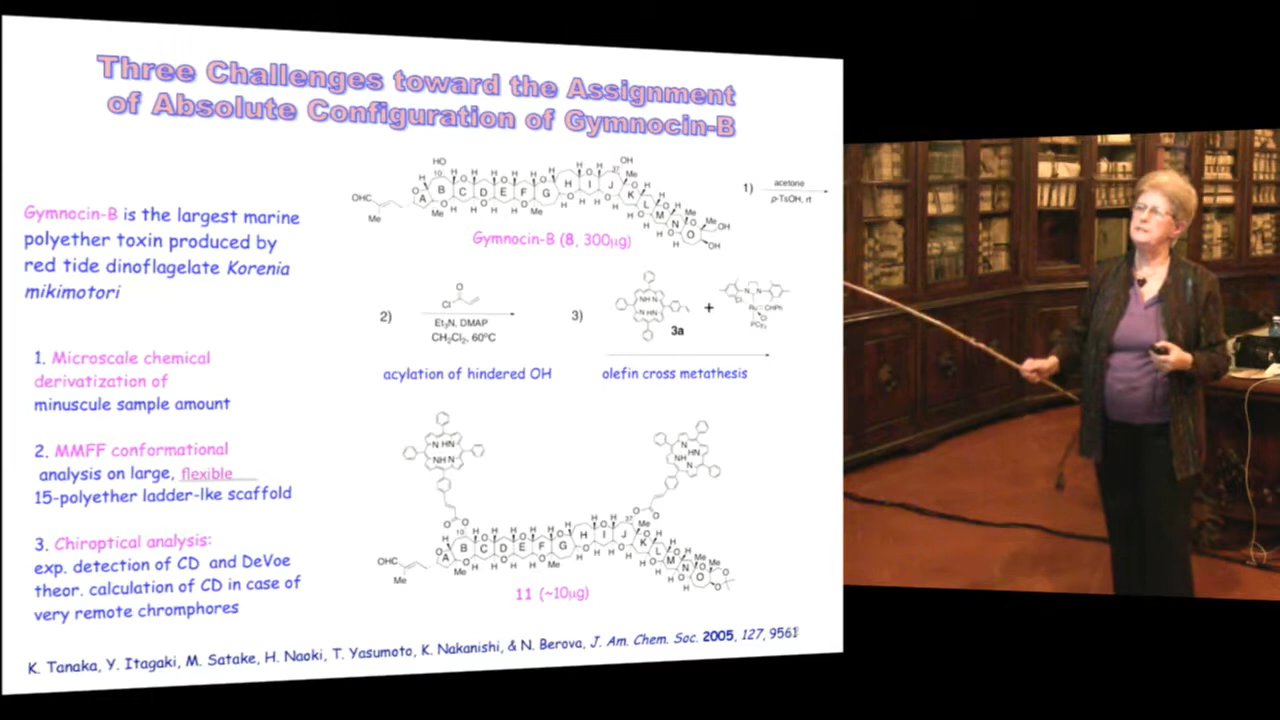 Three Challenges toward the Assignment
of Absolute Configuration of Gymnocin-B
Gymnocin-B is the largest marine
polyether toxin produced by
red tide dinoflagelate Korenia
mikimotori
1. Microscale chemical
derivatization of
minuscule sample amount
2. MMFF conformational
analysis on large, flexible
15-polyether ladder-lke scaffold
3. Chiroptical analysis:
exp. detection of CD and DeVoe
theor. calculation of CD in case of
very remote chromphores
Gymnocin-B (8, 300µg)
1)
acetone
p-TsOH, rt
2)
Et3N, DMAP
CH2Cl2, 60°C
acylation of hindered OH
3)
3a
+
olefin cross metathesis
11 (~10µg)
K. Tanaka, Y. Itagaki, M. Satake, H. Naoki, T. Yasumoto, K. Nakanishi, & N. Berova, J. Am. Chem. Soc. 2005, 127, 9561